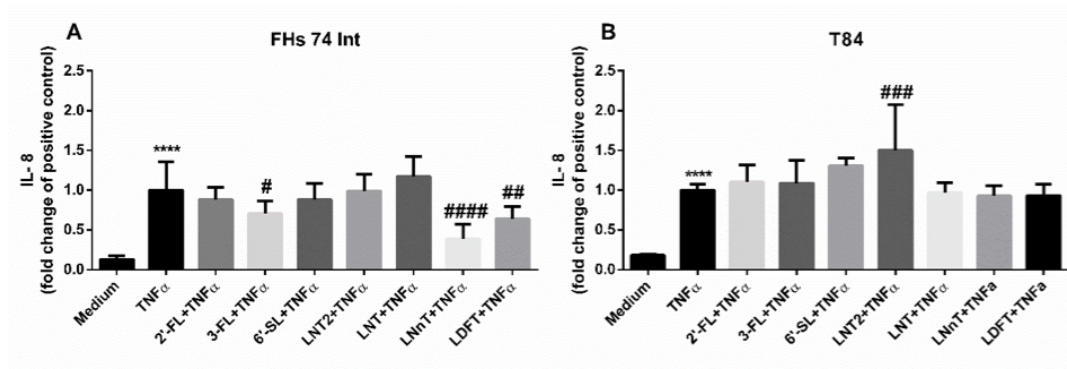 A
FHs 74 Int
IL- 8
(fold change of positive control)
2.5
2.0
1.5
1.0
0.5
0.0
****
#
####
##
Medium
TNFα
2'-FL+TNFα
3-FL+TNFα
6'-SL+TNFα
LNT2+TNFα
LNT+TNFα
LNnT+TNFα
LDFT+TNFα
B
T84
IL- 8
(fold change of positive control)
2.5
2.0
1.5
1.0
0.5
0.0
****
###
Medium
TNFα
2'-FL+TNFα
3-FL+TNFα
6'-SL+TNFα
LNT2+TNFα
LNT+TNFα
LNnT+TNFa
LDFT+TNFa